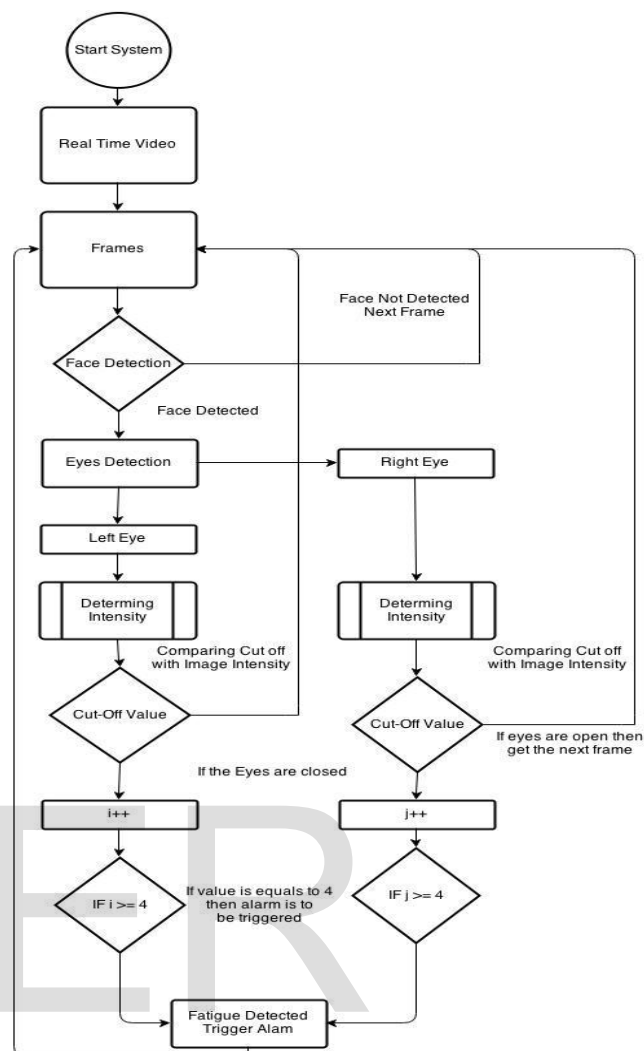 Start System
Real Time Video
Frames
Face Not Detected
Next Frame
Face Detection
Face Detected
Eyes Detection
Right Eye
Left Eye
Determing
Intensity
Determing
Intensity
Comparing Cut off
with Image Intensity
Comparing Cut off
with Image Intensity
Cut-Off Value
Cut-Off Value
If eyes are open then
get the next frame
If the Eyes are closed
i++
j++
IF i >= 4
If value is equals to 4
then alarm is to
be triggered
IF j >= 4
Fatigue Detected
Trigger Alam
ER